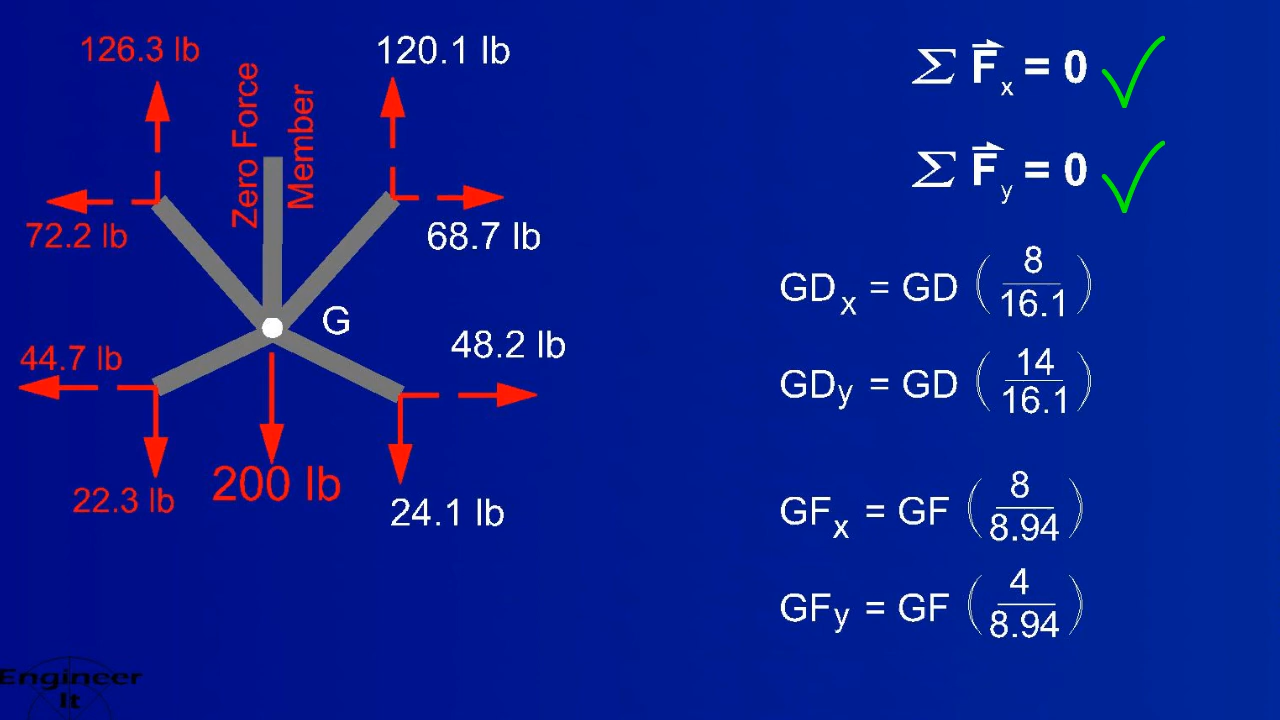 126.3 lb
Zero Force
Member
120.1 lb
72.2 lb
68.7 lb
G
44.7 lb
48.2 lb
22.3 lb
200 lb
24.1 lb
∑ F⃗x = 0 ✓
∑ F⃗y = 0 ✓
GDx = GD (8/16.1)
GDy = GD (14/16.1)
GFx = GF (8/8.94)
GFy = GF (4/8.94)
Engineer
It